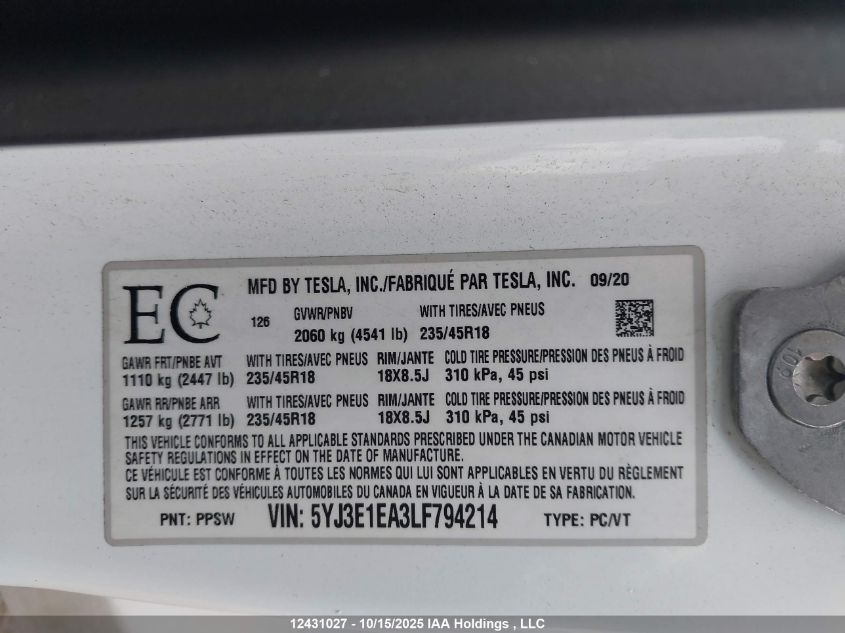 MFD BY TESLA, INC./FABRIQUÉ PAR TESLA, INC. 09/20
EC
126 GVWR/PNBV WITH TIRES/AVEC PNEUS
2060 kg (4541 lb) 235/45R18
GAWR FRT/PNBE AVT WITH TIRES/AVEC PNEUS RIM/JANTE COLD TIRE PRESSURE/PRESSION DES PNEUS À FROID
1110 kg (2447 lb) 235/45R18 18X8.5J 310 kPa, 45 psi
GAWR RR/PNBE ARR WITH TIRES/AVEC PNEUS RIM/JANTE COLD TIRE PRESSURE/PRESSION DES PNEUS À FROID
1257 kg (2771 lb) 235/45R18 18X8.5J 310 kPa, 45 psi
THIS VEHICLE CONFORMS TO ALL APPLICABLE STANDARDS PRESCRIBED UNDER THE CANADIAN MOTOR VEHICLE
SAFETY REGULATIONS IN EFFECT ON THE DATE OF MANUFACTURE.
CE VÉHICULE EST CONFORME À TOUTES LES NORMES QUI LUI SONT APPLICABLES EN VERTU DU RÈGLEMENT
SUR LA SÉCURITÉ DES VÉHICULES AUTOMOBILES DU CANADA EN VIGUEUR À LA DATE DE SA FABRICATION.
PNT: PPSW VIN: 5YJ3E1EA3LF794214 TYPE: PC/VT
12431027 - 10/15/2025 IAA Holdings , LLC